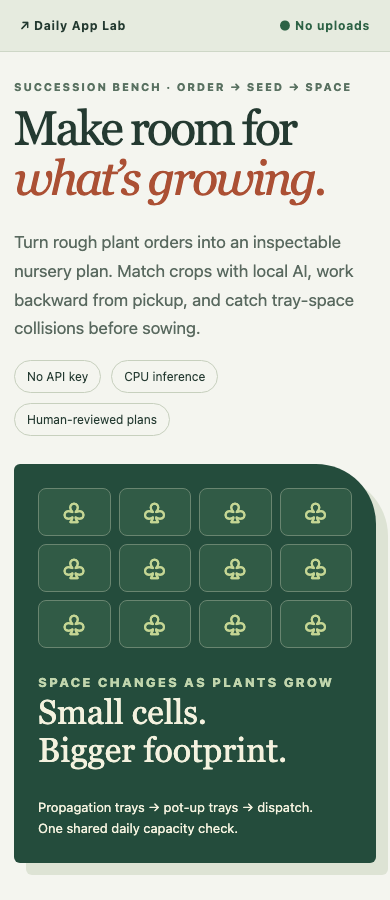 ↗ Daily App Lab
No uploads
SUCCESSION BENCH · ORDER → SEED → SPACE
Make room for
what's growing.
Turn rough plant orders into an inspectable
nursery plan. Match crops with local AI, work
backward from pickup, and catch tray-space
collisions before sowing.
No API key
CPU inference
Human-reviewed plans
SPACE CHANGES AS PLANTS GROW
Small cells.
Bigger footprint.
Propagation trays → pot-up trays → dispatch.
One shared daily capacity check.